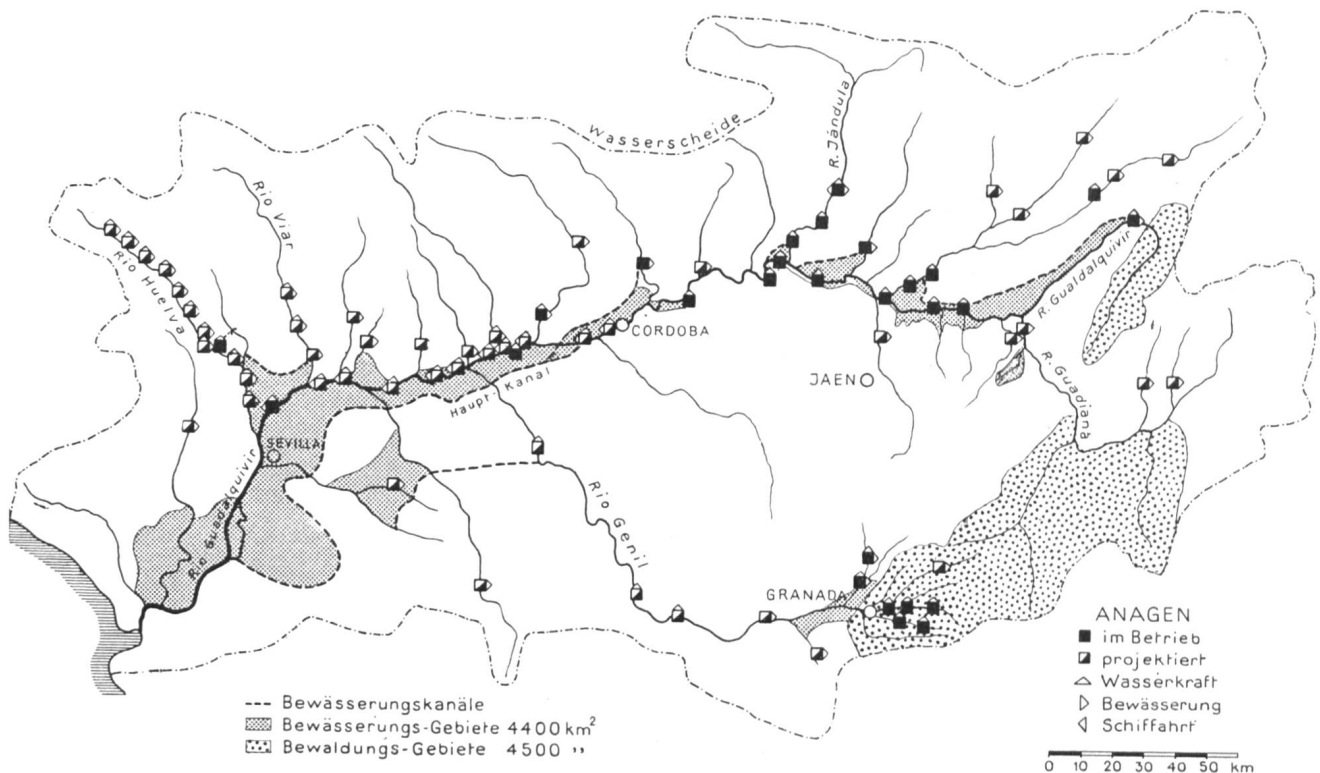 Wasserscheide
R. Jándula
Rio Viar
Rio Huelva
R. Gualdalquivir
CORDOBA
JAEN
Haupt-Kanal
R. Guadiana
SEVILLA
Rio Guadalquivir
Rio Genil
GRANADA
ANAGEN
im Betrieb
projektiert
Wasserkraft
Bewässerung
Schiffahrt
Bewässerungskanäle
Bewässerungs-Gebiete 4400 km²
Bewaldungs-Gebiete 4500 ,,
0 10 20 30 40 50 km